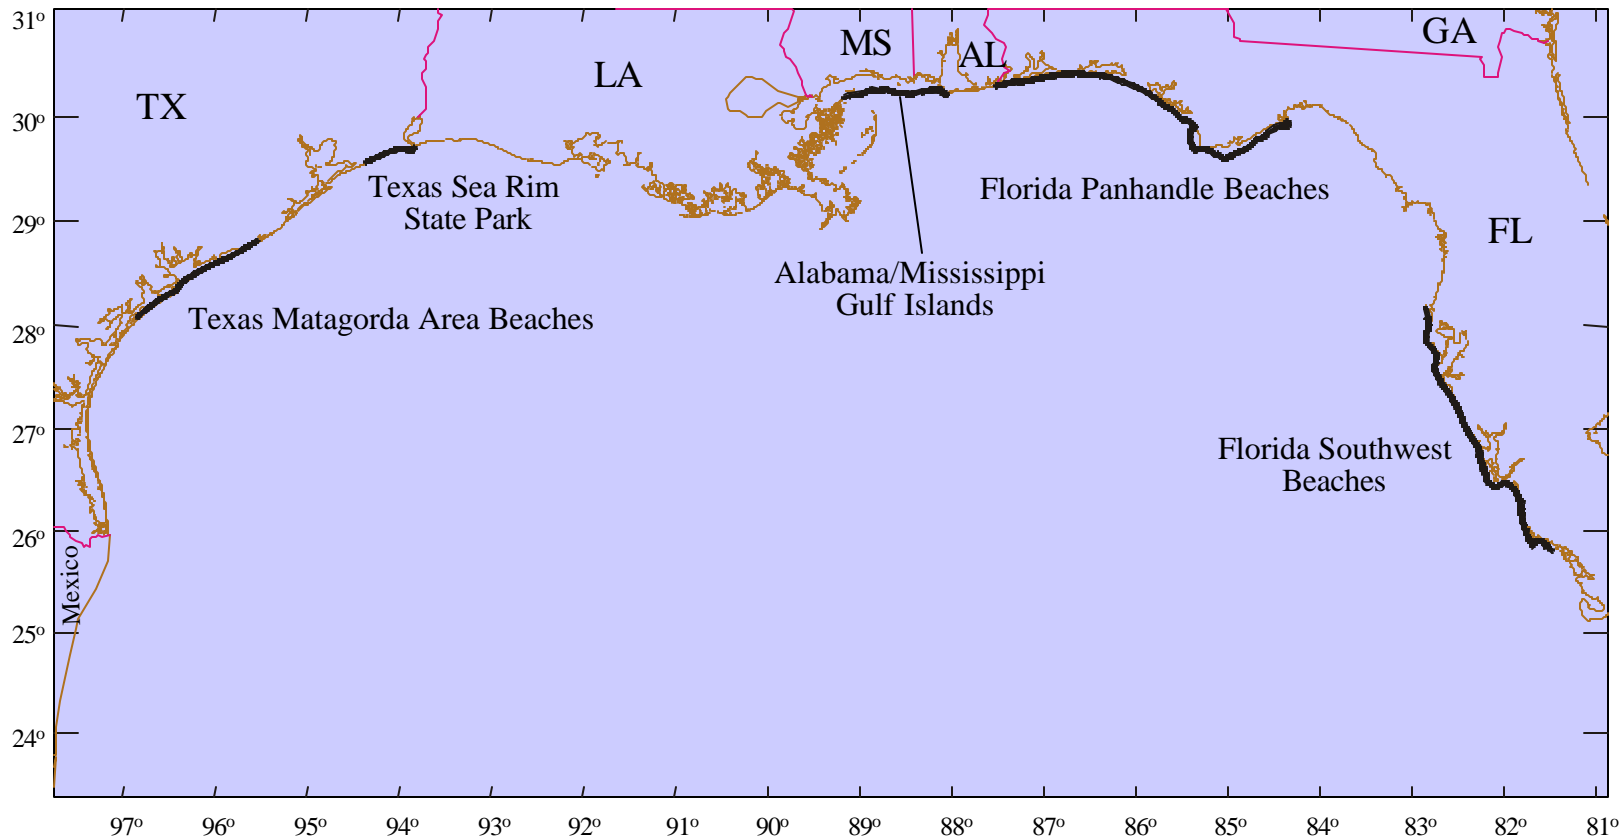 31°
MS
GA
AL
LA
TX
30°
Texas Sea Rim
State Park
Florida Panhandle Beaches
29°
FL
Alabama/Mississippi
Gulf Islands
Texas Matagorda Area Beaches
28°
27°
Florida Southwest
Beaches
26°
Mexico
25°
24°
97° 96° 95° 94° 93° 92° 91° 90° 89° 88° 87° 86° 85° 84° 83° 82° 81°